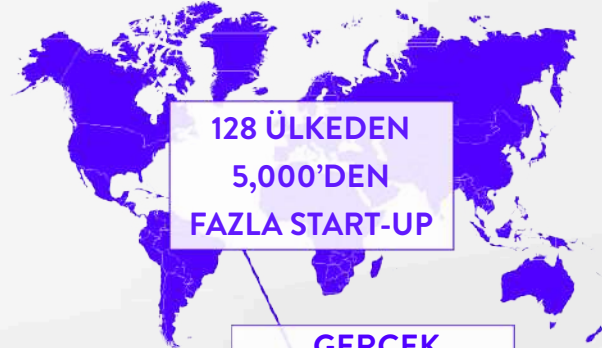 128 ÜLKEDEN
5,000’DEN
FAZLA START-UP
GERÇEK